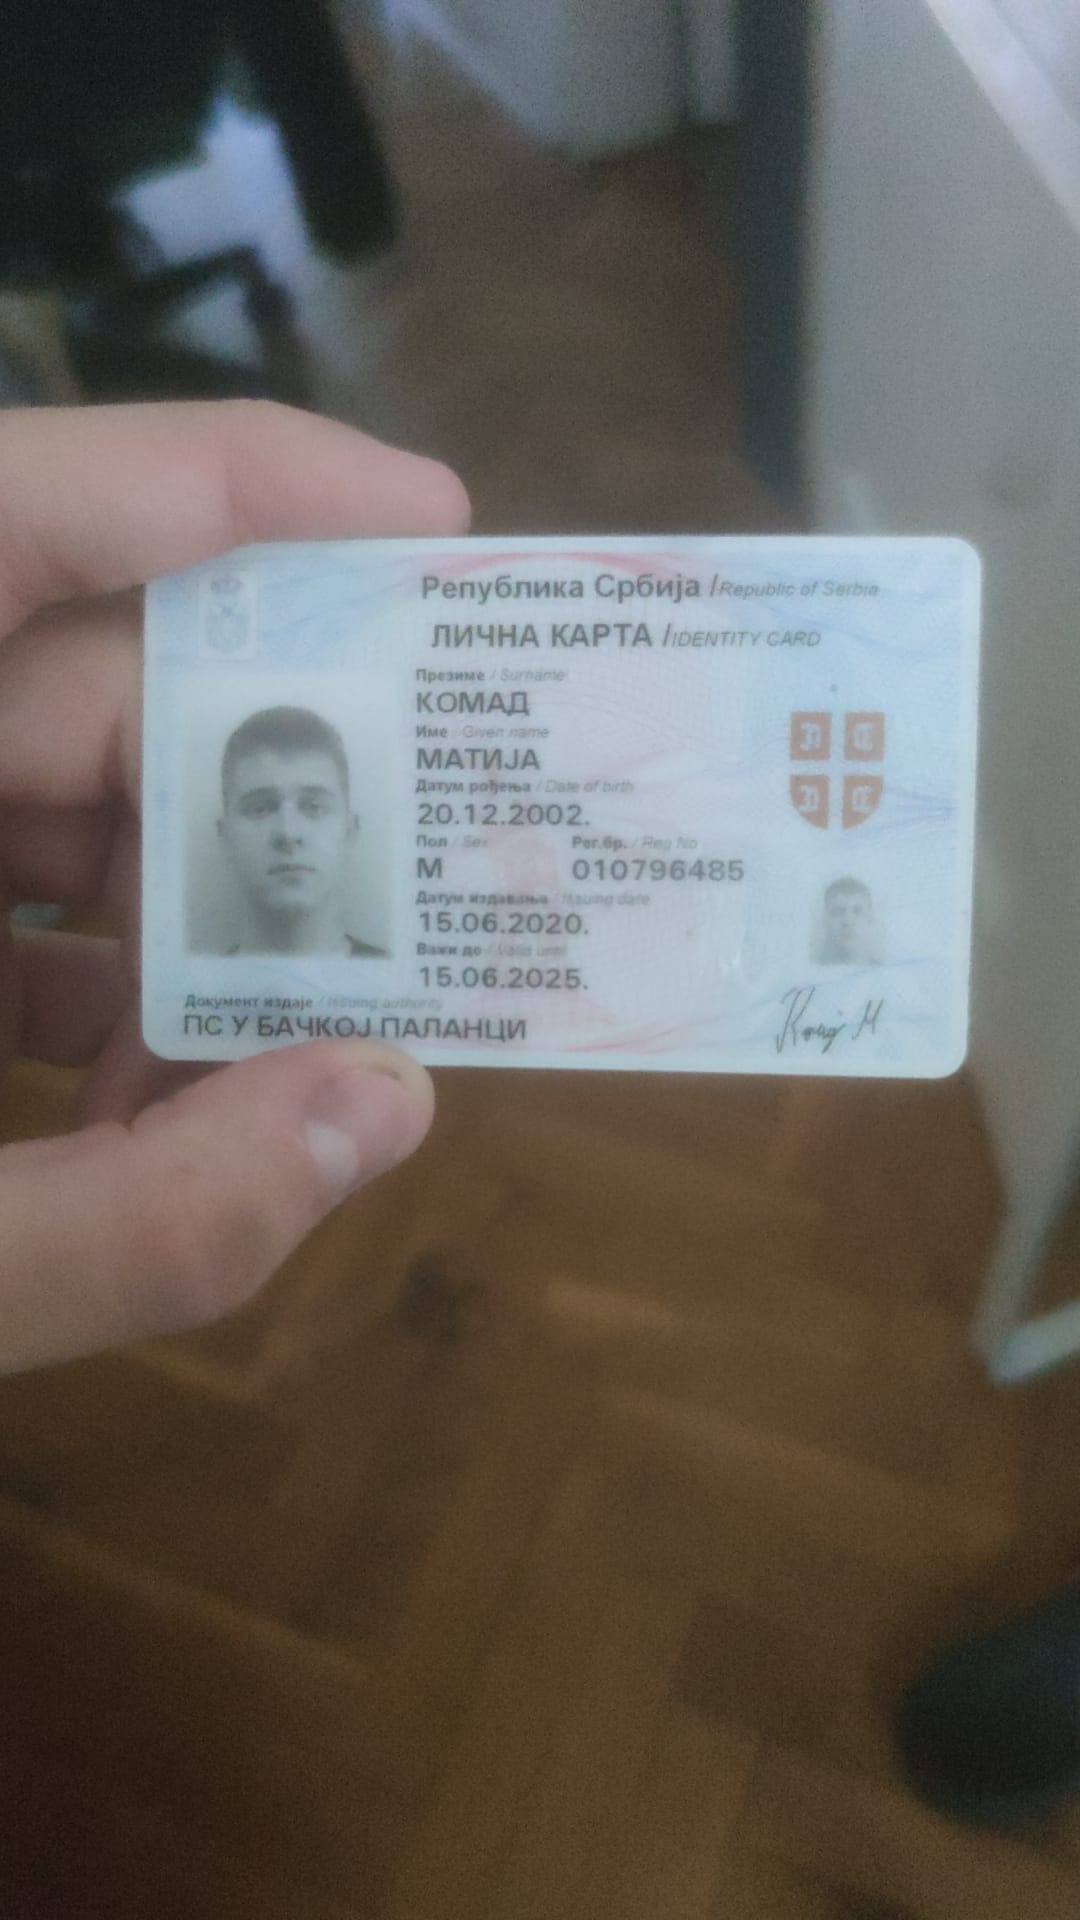 Република Србија / Republic of Serbia
ЛИЧНА КАРТА / IDENTITY CARD
Презиме / Surname
КОМАД
Име / Given name
МАТИЈА
Датум рођења / Date of birth
20.12.2002.
Пол / Sex Рег.бр. / Reg No
М 010796485
Датум издавања / Issuing date
15.06.2020.
Важи до / Valid until
15.06.2025.
Документ издаје / Issuing authority
ПС У БАЧКОЈ ПАЛАНЦИ